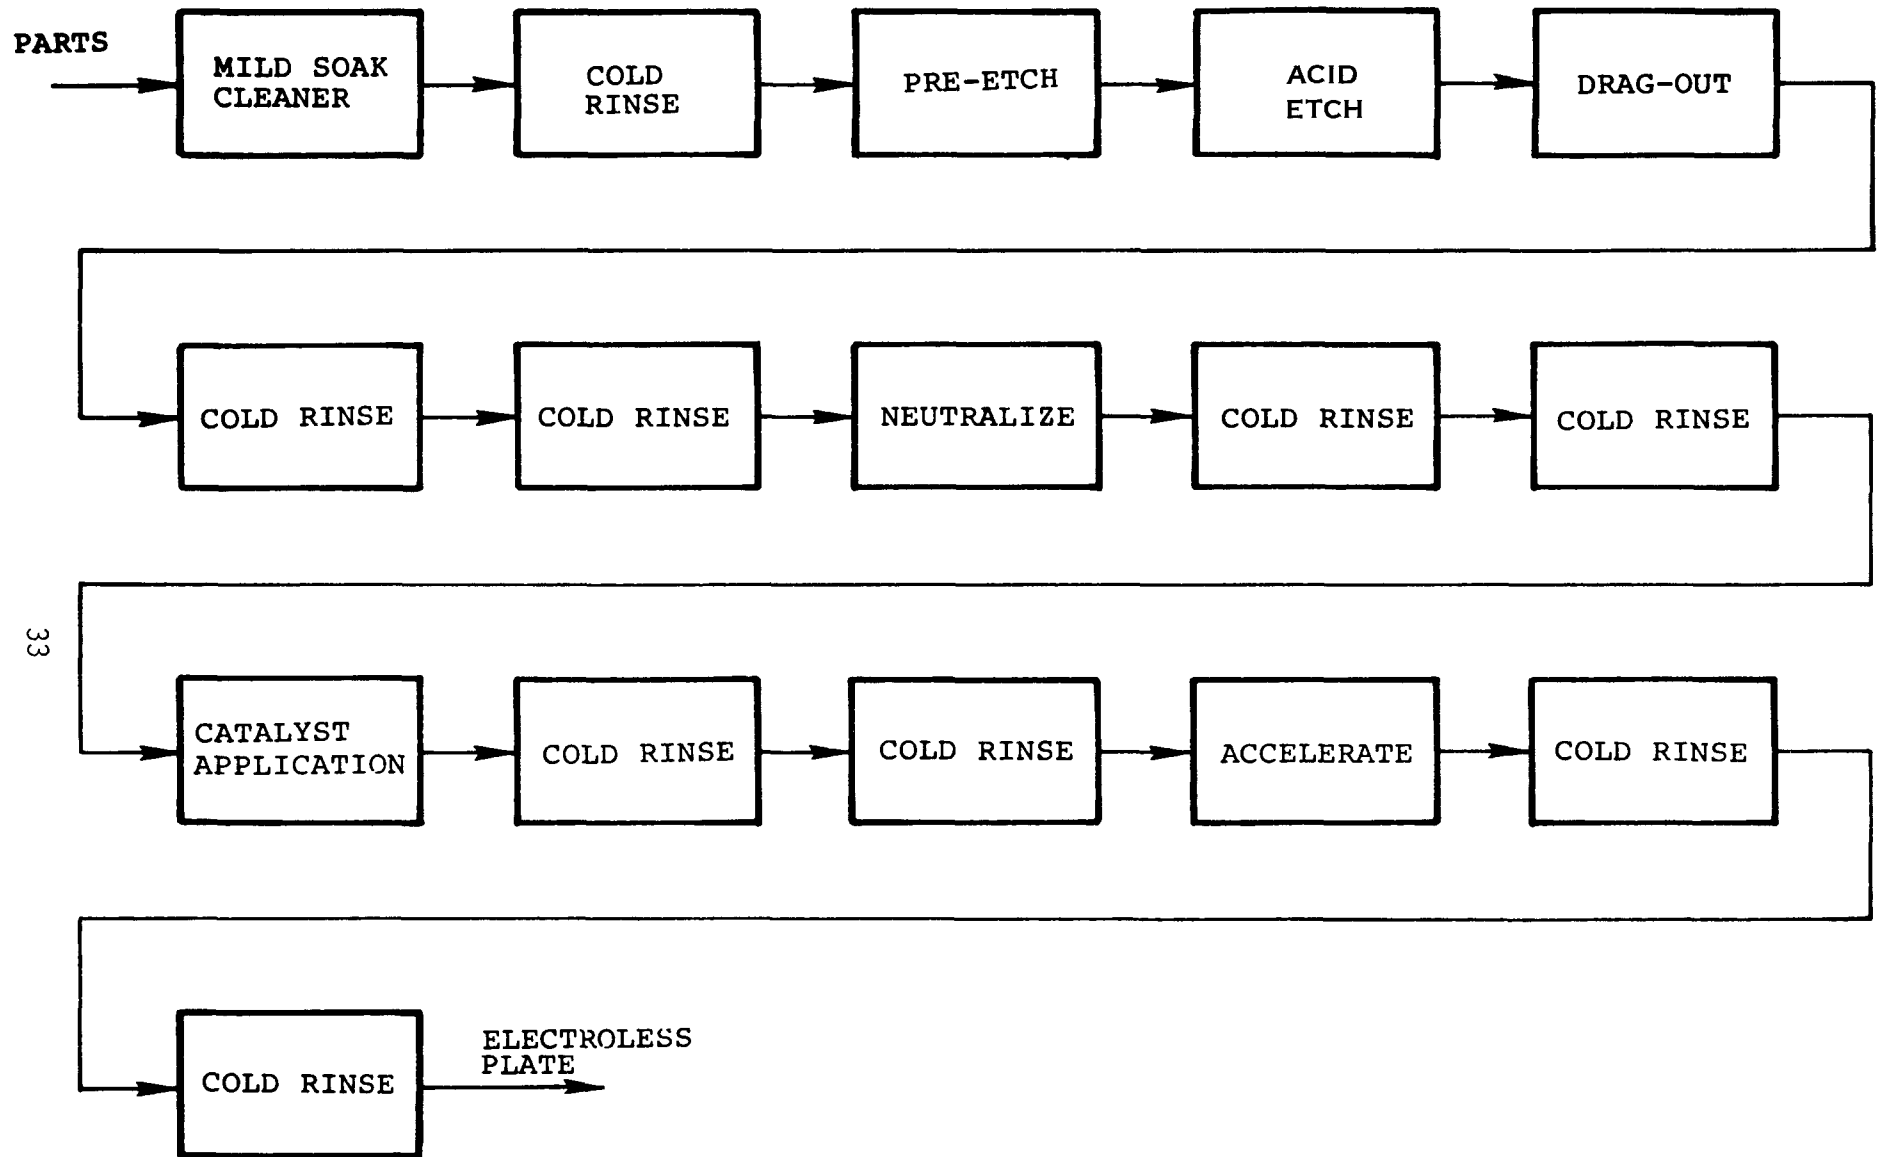 PARTS
MILD SOAK
CLEANER
COLD
RINSE
PRE-ETCH
ACID
ETCH
DRAG-OUT
COLD RINSE
COLD RINSE
NEUTRALIZE
COLD RINSE
COLD RINSE
CATALYST
APPLICATION
COLD RINSE
COLD RINSE
ACCELERATE
COLD RINSE
33
COLD RINSE
ELECTROLESS
PLATE